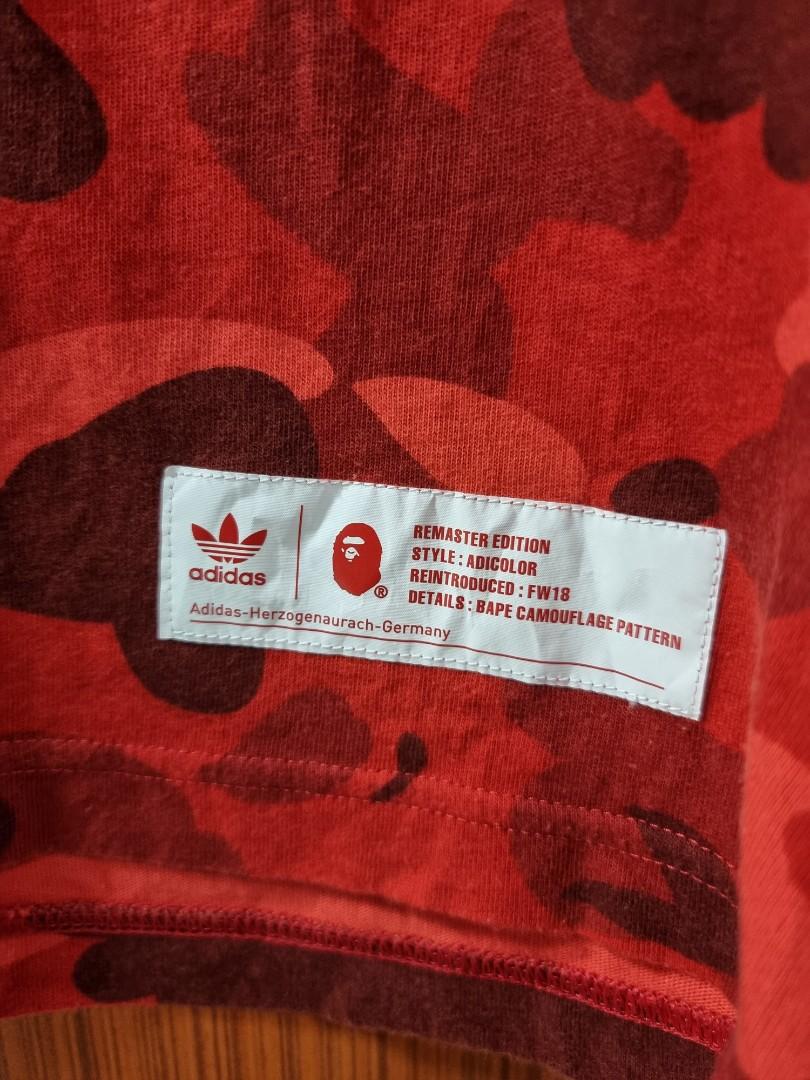 adidas
®
REMASTER EDITION
STYLE : ADICOLOR
REINTRODUCED : FW18
DETAILS : BAPE CAMOUFLAGE PATTERN
Adidas-Herzogenaurach-Germany